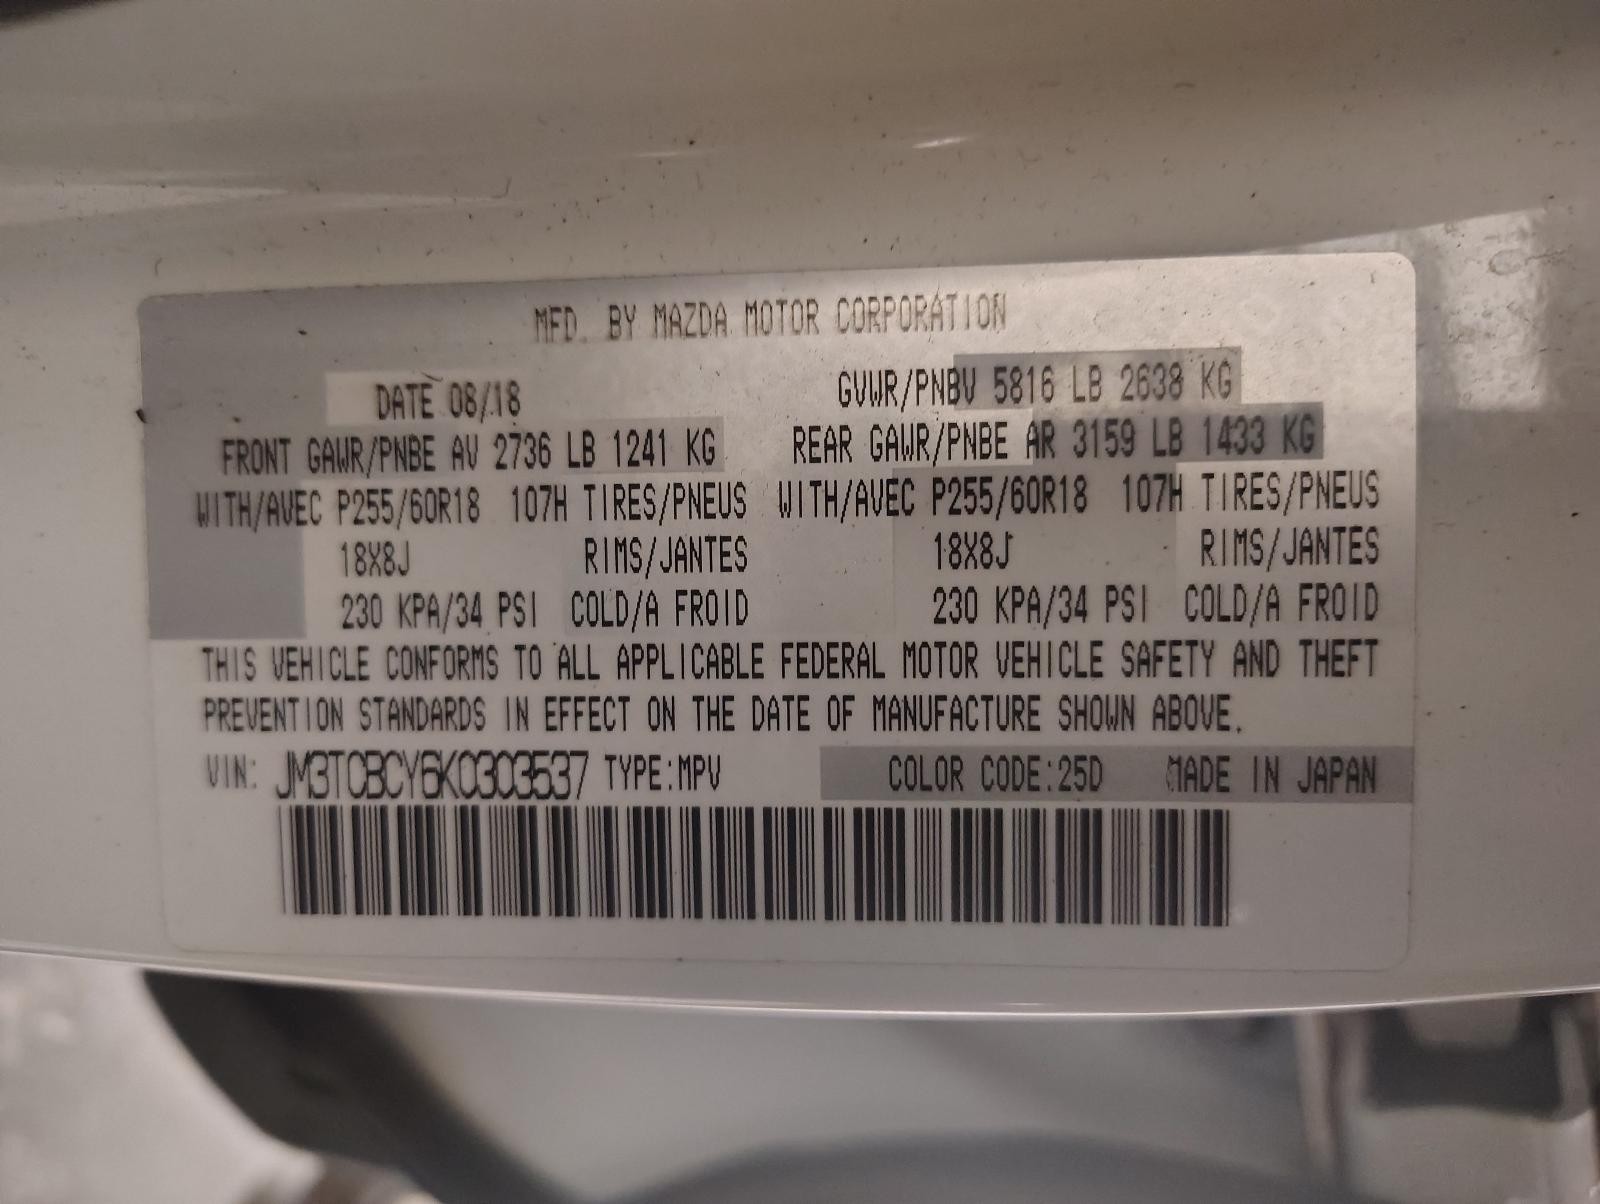 MFD. BY MAZDA MOTOR CORPORATION
DATE 08/18 GVWR/PNBV 5816 LB 2638 KG
FRONT GAWR/PNBE AV 2736 LB 1241 KG REAR GAWR/PNBE AR 3159 LB 1433 KG
WITH/AVEC P255/60R18 107H TIRES/PNEUS WITH/AVEC P255/60R18 107H TIRES/PNEUS
18X8J RIMS/JANTES 18X8J RIMS/JANTES
230 KPA/34 PSI COLD/A FROID 230 KPA/34 PSI COLD/A FROID
THIS VEHICLE CONFORMS TO ALL APPLICABLE FEDERAL MOTOR VEHICLE SAFETY AND THEFT
PREVENTION STANDARDS IN EFFECT ON THE DATE OF MANUFACTURE SHOWN ABOVE.
VIN: JM3TCBCY6K0303537 TYPE:MPV COLOR CODE:25D MADE IN JAPAN